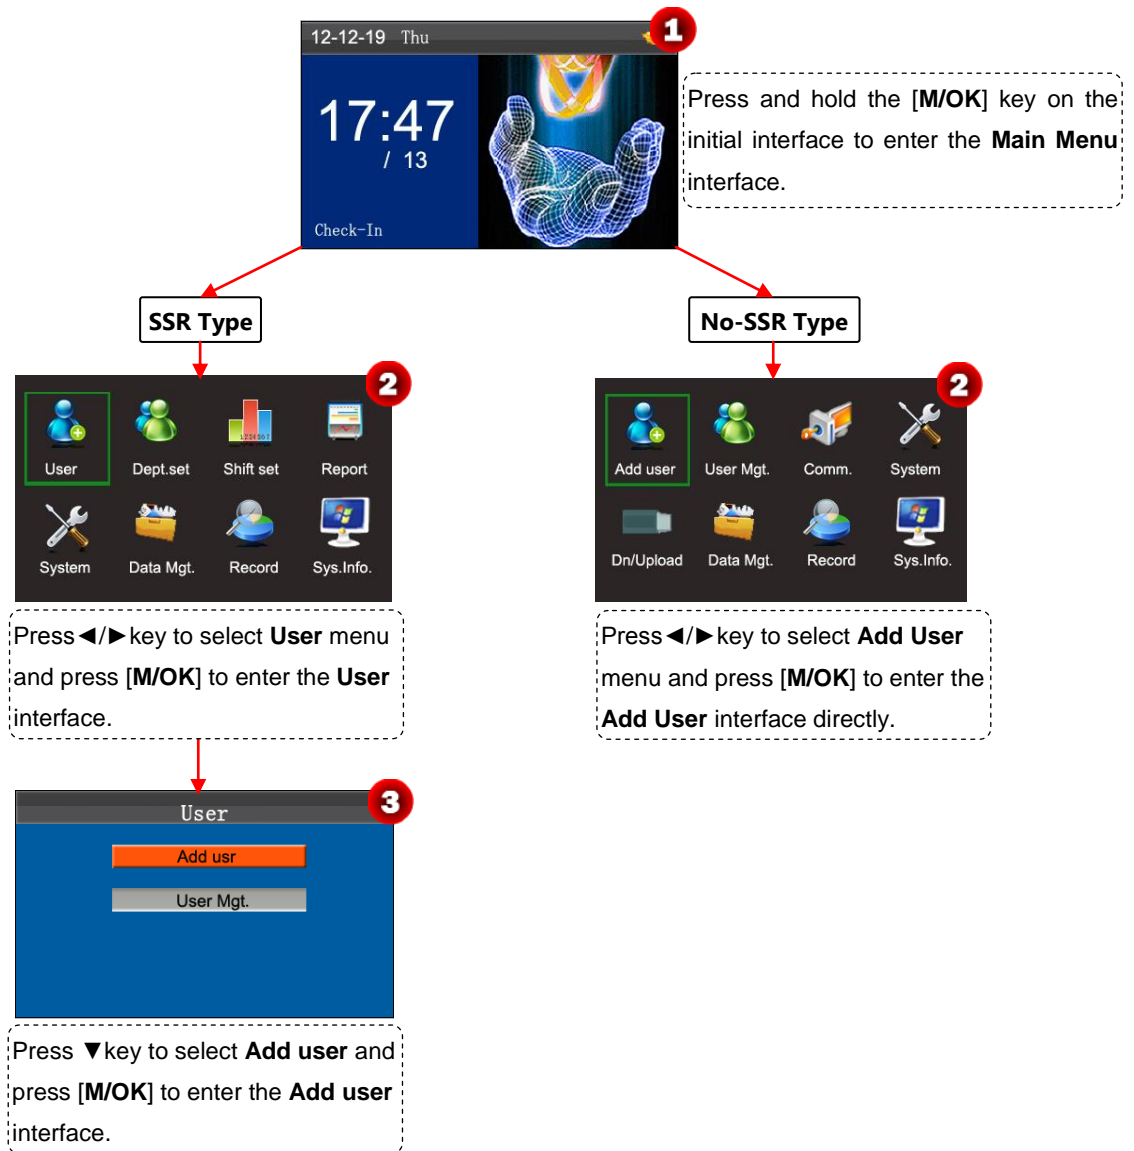 12-12-19 Thu
1
17:47
/ 13
Check-In
Press and hold the [M/OK] key on the
initial interface to enter the Main Menu
interface.
SSR Type
No-SSR Type
2
User Dept.set Shift set Report
System Data Mgt. Record Sys.Info.
2
Add user User Mgt. Comm. System
Dn/Upload Data Mgt. Record Sys.Info.
Press◄/►key to select User menu
and press [M/OK] to enter the User
interface.
Press◄/►key to select Add User
menu and press [M/OK] to enter the
Add User interface directly.
3
User
Add usr
User Mgt.
Press ▼key to select Add user and
press [M/OK] to enter the Add user
interface.